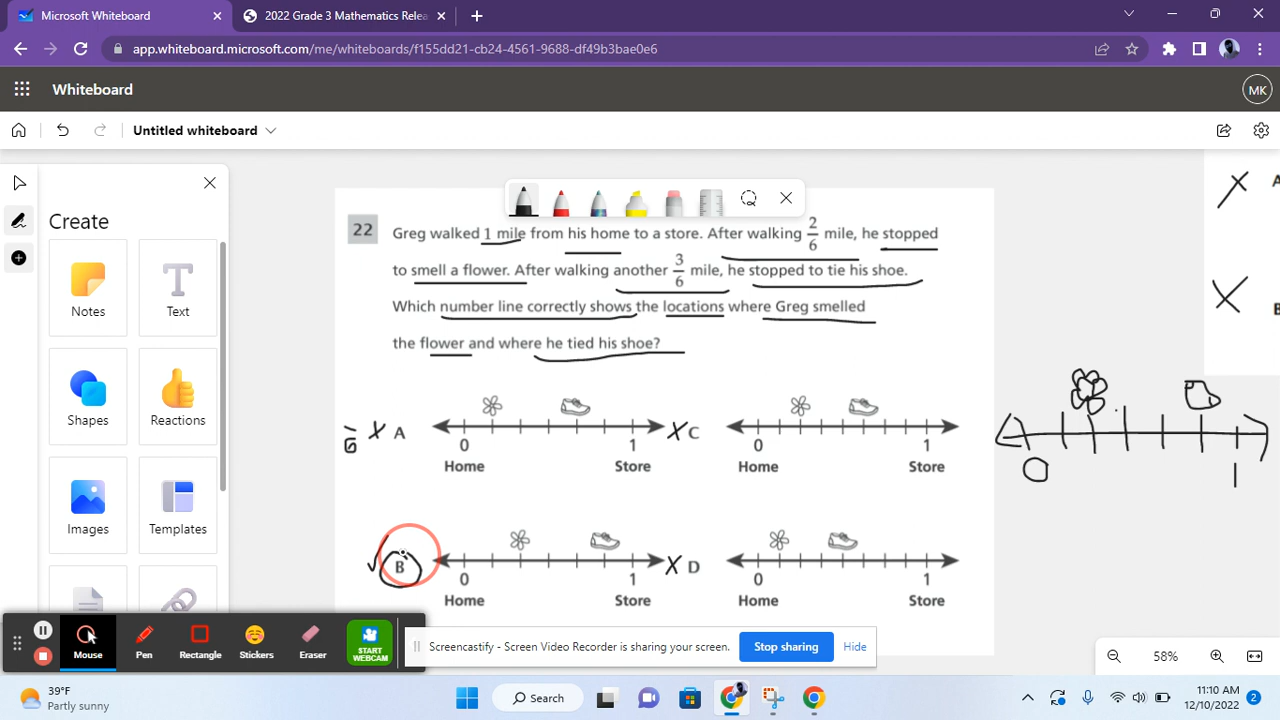 Microsoft Whiteboard
2022 Grade 3 Mathematics Relea
app.whiteboard.microsoft.com/me/whiteboards/f155dd21-cb24-4561-9688-df49b3bae0e6
Whiteboard
MK
Untitled whiteboard
Create
Notes
Text
Shapes
Reactions
Images
Templates
22
Greg walked 1 mile from his home to a store. After walking 2/6 mile, he stopped
to smell a flower. After walking another 3/6 mile, he stopped to tie his shoe.
Which number line correctly shows the locations where Greg smelled
the flower and where he tied his shoe?
X A
0 1
Home Store
X C
0 1
Home Store
B
0 1
Home Store
X D
0 1
Home Store
X
X
B
0 1
Mouse
Pen
Rectangle
Stickers
Eraser
START
WEBCAM
Screencastify - Screen Video Recorder is sharing your screen.
Stop sharing
Hide
58%
39°F
Partly sunny
Search
11:10 AM
12/10/2022
2